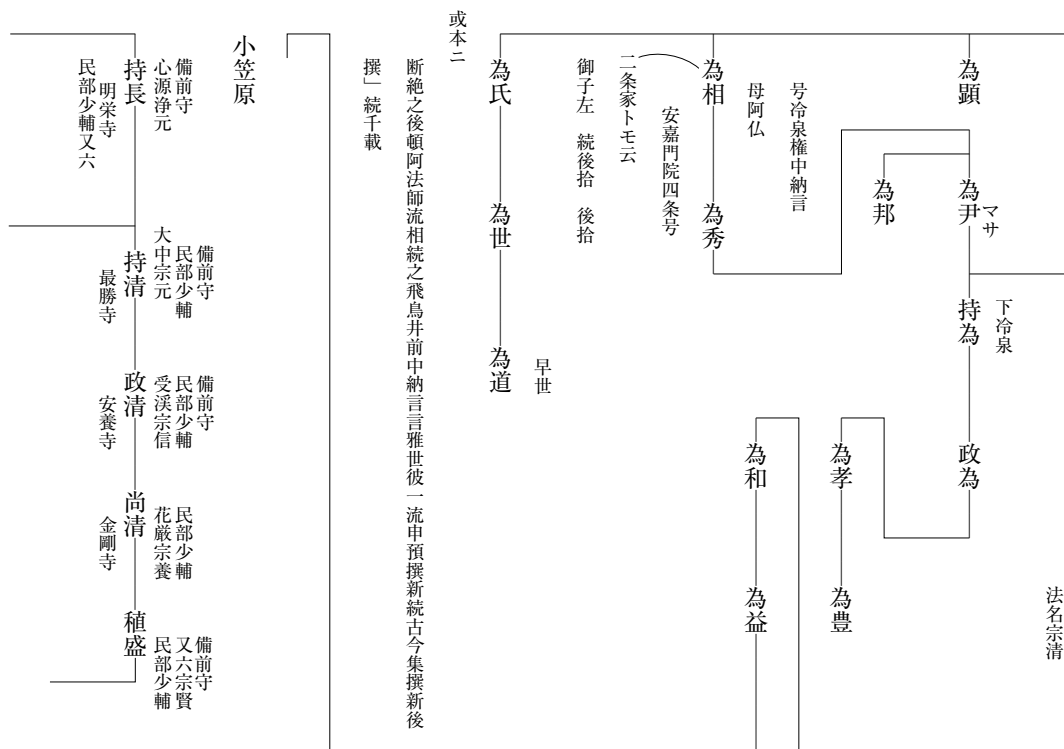 法名宗清
下冷泉
為顕
為尹
マサ
為邦
持為
政為
為孝
為豊
為和
為益
号冷泉権中納言
母阿仏
為相
為秀
安嘉門院四条号
二条家トモ云
御子左　続後拾　後拾
為氏
為世
為道
早世
或本ニ
断絶之後頓阿法師流相続之飛鳥井前中納言言雅世彼一流申預撰新続古今集撰新後
撰」続千載
小笠原
備前守
心源浄元
持長
明栄寺
民部少輔又六
備前守
民部少輔
大中宗元
持清
最勝寺
備前守
民部少輔
受渓宗信
政清
安養寺
民部少輔
花厳宗養
尚清
金剛寺
備前守
又六宗賢
民部少輔
稙盛